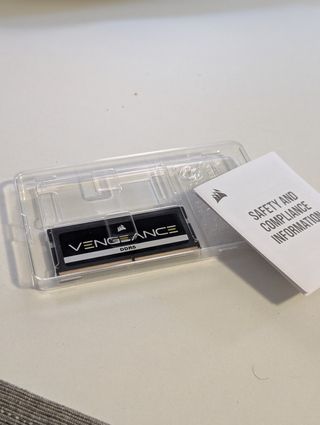 VENGEANCE
DDR5
SAFETY AND
COMPLIANCE
INFORMATION